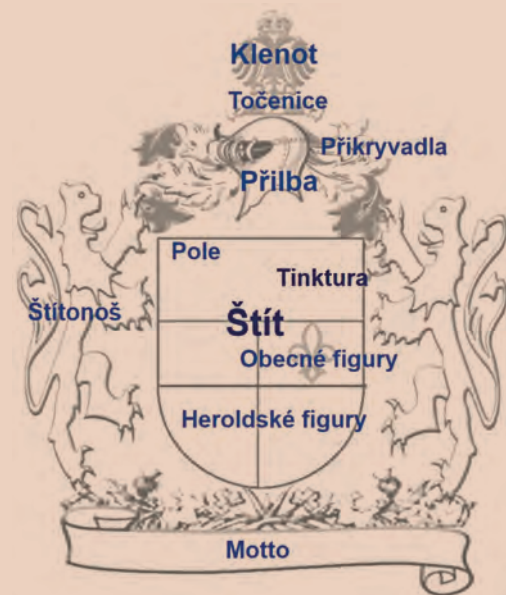 Klenot
Točenice
Přikryvadla
Přilba
Pole
Tinktura
Štítonoš
Štít
Obecné figury
Heroldské figury
Motto